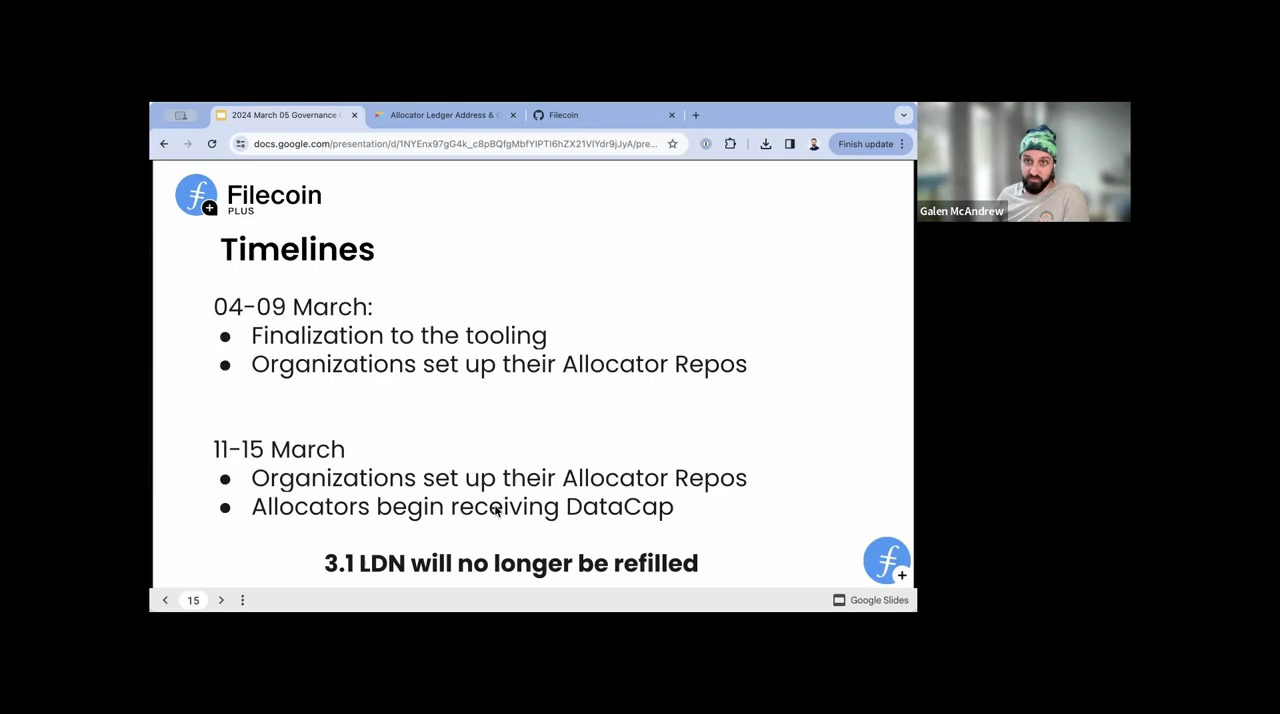 2024 March 05 Governance
Allocator Ledger Address &
Filecoin
docs.google.com/presentation/d/1NYEnx97gG4k_c8pBQfgMbfYIPTI6hZX21VIYdr9jJyA/pre...
Finish update
Filecoin
PLUS
Timelines
04-09 March:
● Finalization to the tooling
● Organizations set up their Allocator Repos
11-15 March
● Organizations set up their Allocator Repos
● Allocators begin receiving DataCap
3.1 LDN will no longer be refilled
15
Google Slides
Galen McAndrew